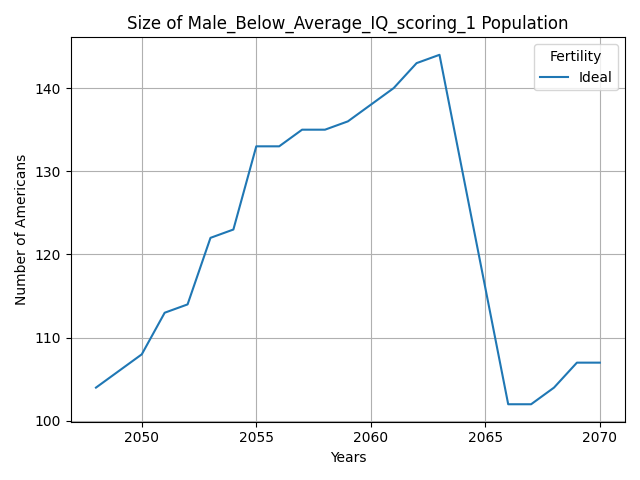 Size of Male_Below_Average_IQ_scoring_1 Population
Fertility
Ideal
Number of Americans
140
130
120
110
100
2050
2055
2060
2065
2070
Years